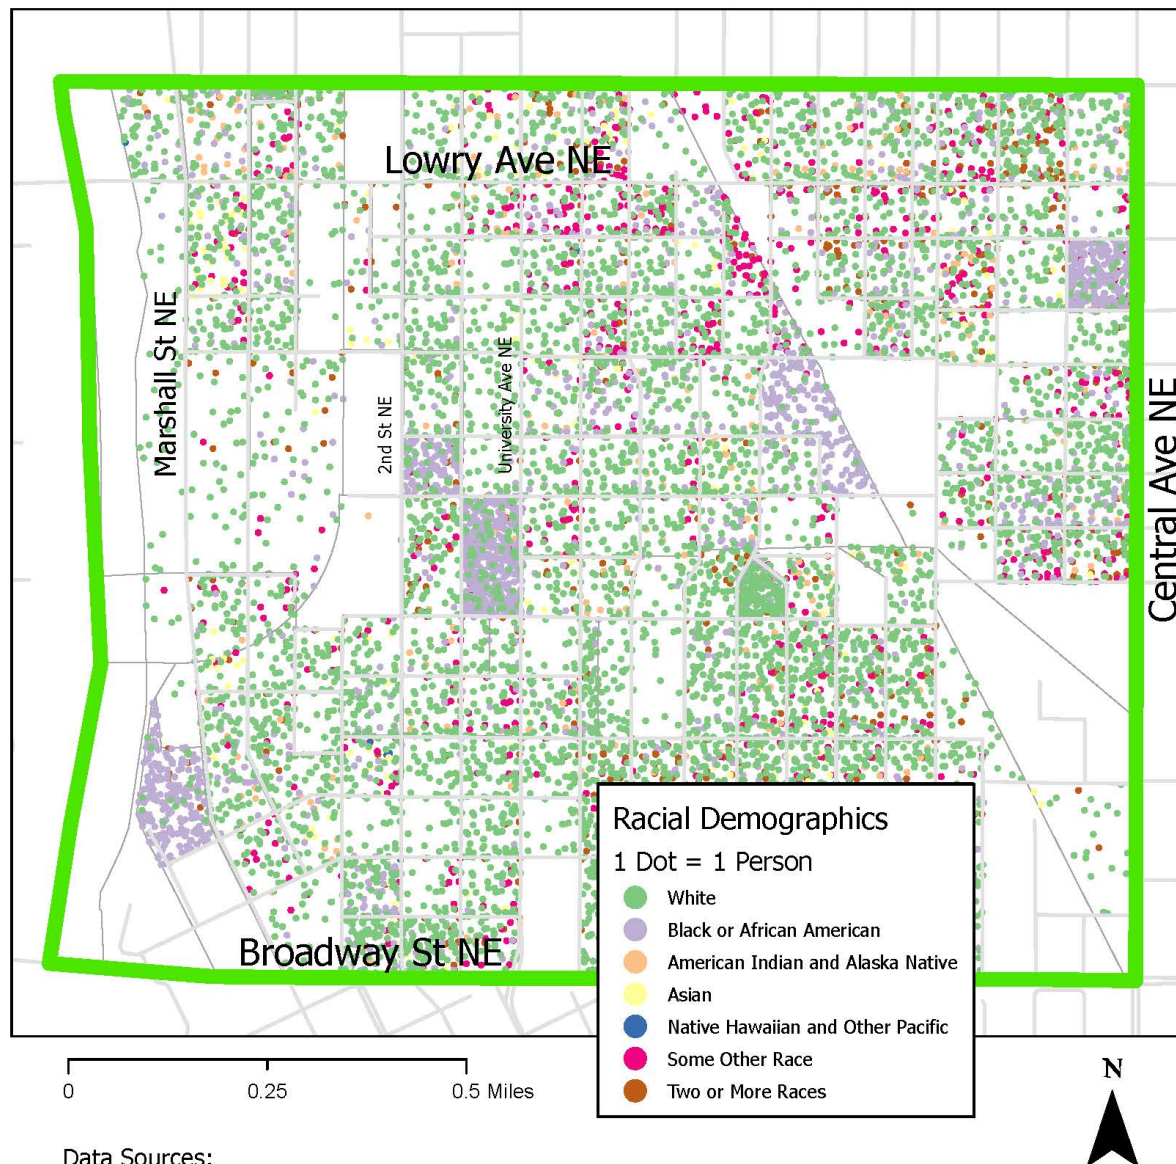 Lowry Ave NE
Marshall St NE
2nd St NE
University Ave NE
Central Ave NE
Broadway St NE
Racial Demographics
1 Dot = 1 Person
White
Black or African American
American Indian and Alaska Native
Asian
Native Hawaiian and Other Pacific
Some Other Race
Two or More Races
0 0.25 0.5 Miles
N
Data Sources: